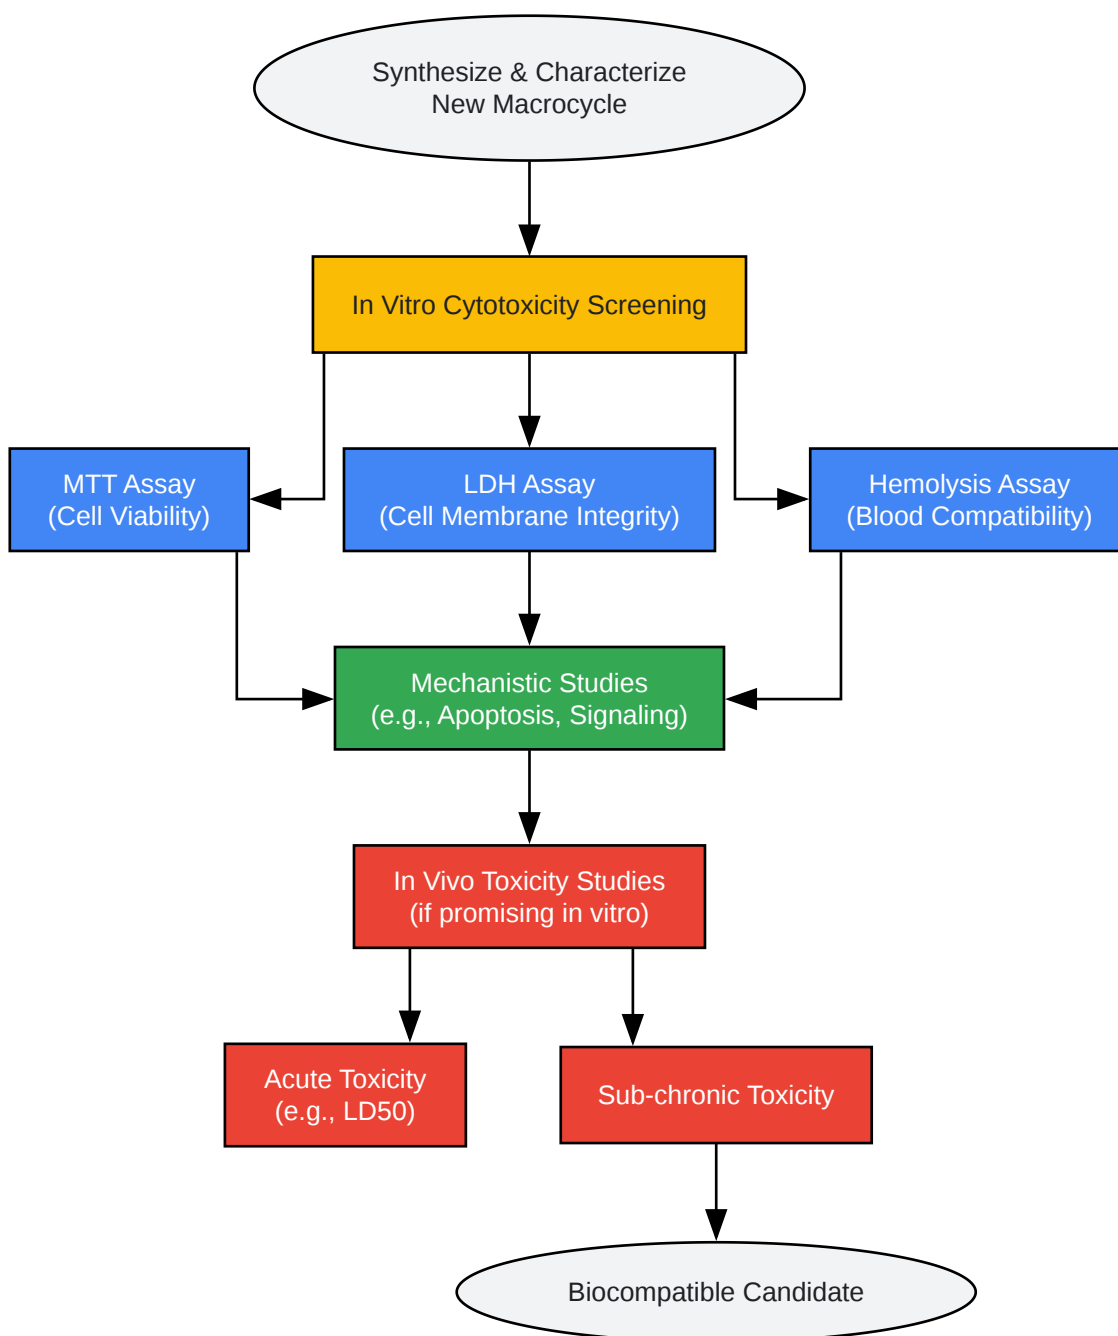 Synthesize & Characterize
New Macrocycle
In Vitro Cytotoxicity Screening
MTT Assay
(Cell Viability)
LDH Assay
(Cell Membrane Integrity)
Hemolysis Assay
(Blood Compatibility)
Mechanistic Studies
(e.g., Apoptosis, Signaling)
In Vivo Toxicity Studies
(if promising in vitro)
Acute Toxicity
(e.g., LD50)
Sub-chronic Toxicity
Biocompatible Candidate